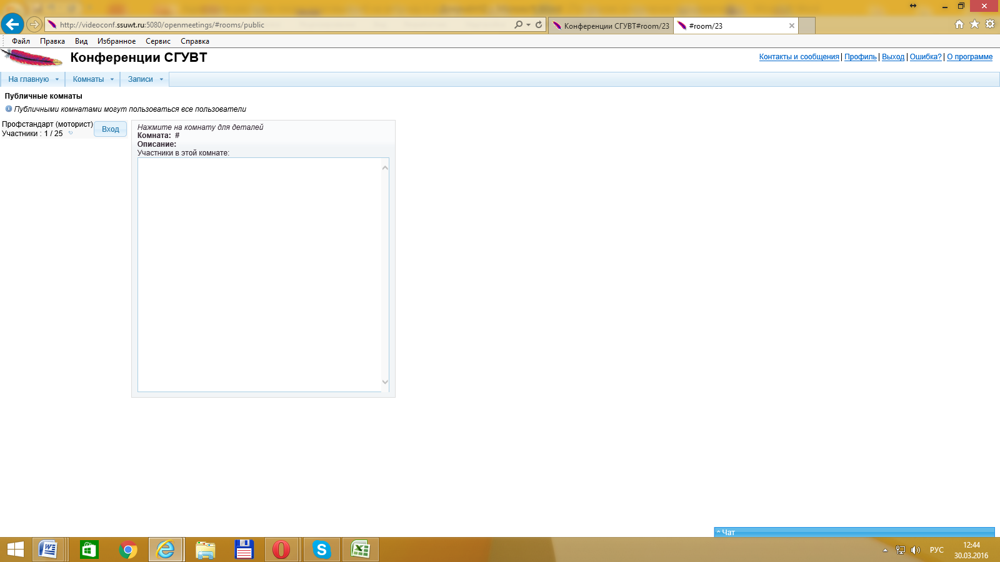 http://videoconf.ssuwt.ru:5080/openmeetings/#rooms/public
Конференции СГУВТ#room/23
#room/23
Файл Правка Вид Избранное Сервис Справка
Конференции СГУВТ
Контакты и сообщения | Профиль | Выход | Ошибка? | О программе
На главную Комнаты Записи
Публичные комнаты
Публичными комнатами могут пользоваться все пользователи
Профстандарт (моторист)
Участники : 1 / 25
Вход
Нажмите на комнату для деталей
Комната: #
Описание:
Участники в этой комнате:
Чат
РУС
12:44
30.03.2016